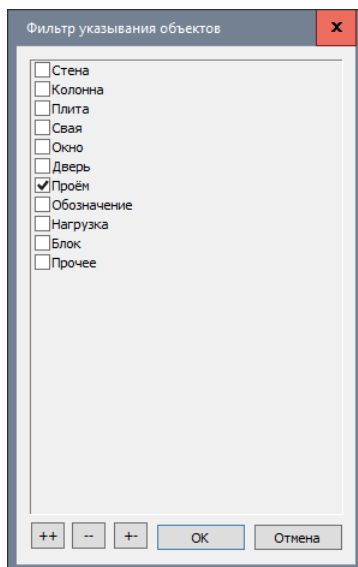 Фильтр указывания объектов
x
Стена
Колонна
Плита
Свая
Окно
Дверь
Проём
Обозначение
Нагрузка
Блок
Прочее
++ -- +- OK Отмена